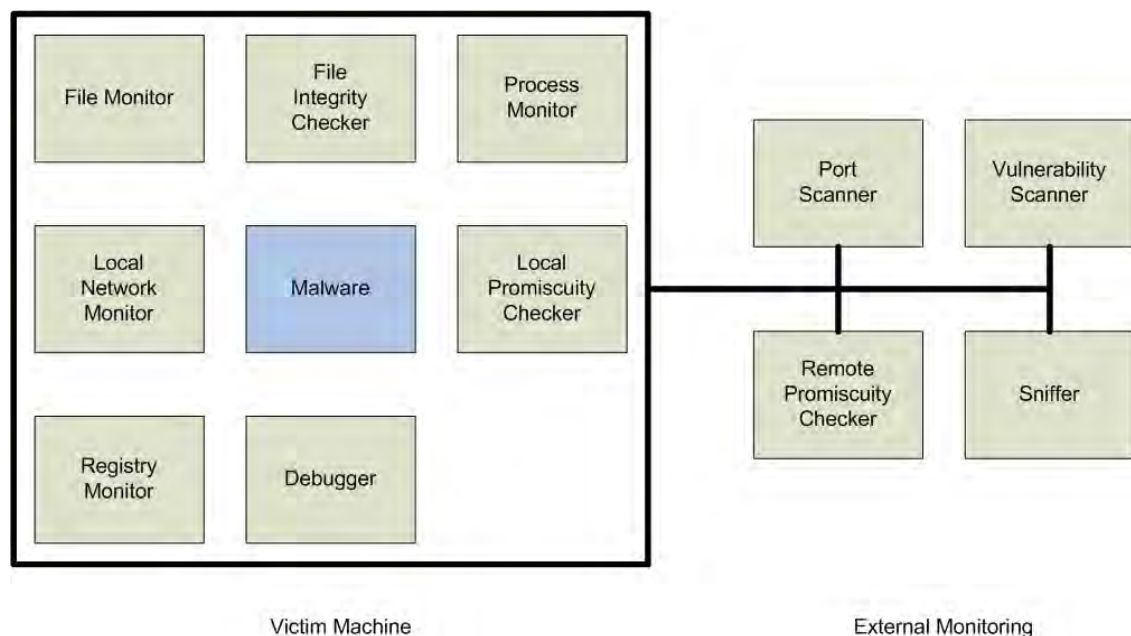 File Monitor
File
Integrity
Checker
Process
Monitor
Local
Network
Monitor
Malware
Local
Promiscuity
Checker
Registry
Monitor
Debugger
Port
Scanner
Vulnerability
Scanner
Remote
Promiscuity
Checker
Sniffer
Victim Machine
External Monitoring